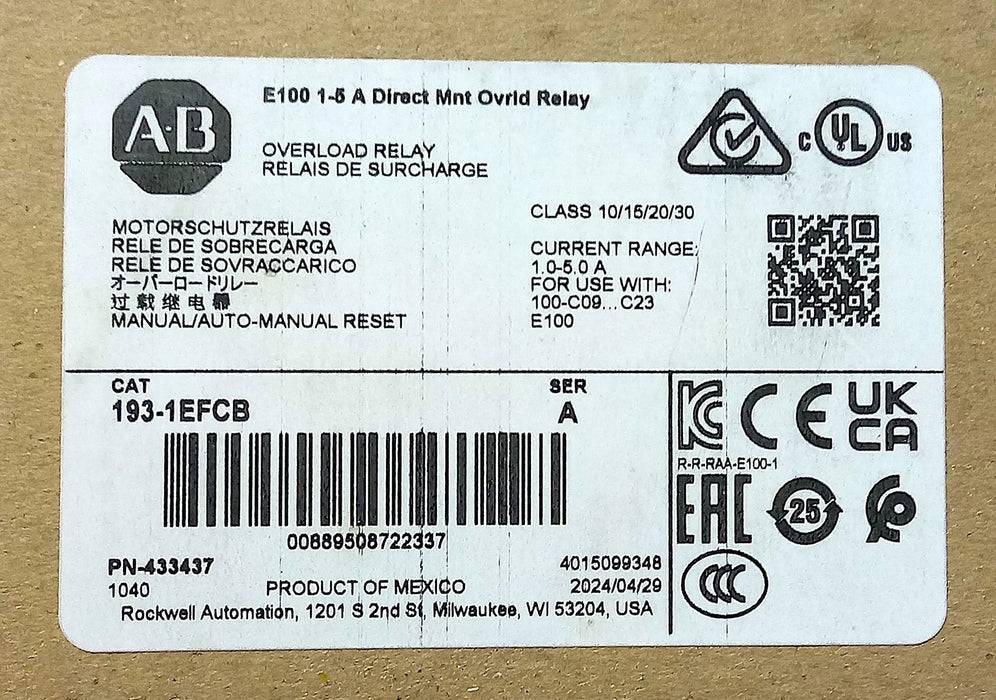 A-B
E100 1-5 A Direct Mnt Ovrld Relay
OVERLOAD RELAY
RELAIS DE SURCHARGE
C UL US
MOTORSCHUTZRELAIS
RELE DE SOBRECARGA
RELE DE SOVRACCARICO
オーバーロードリレー
过载继电器
MANUAL/AUTO-MANUAL RESET
CLASS 10/15/20/30
CURRENT RANGE:
1.0-5.0 A
FOR USE WITH:
100-C09...C23
E100
CAT
193-1EFCB
SER
A
00889508722337
PN-433437
4015099348
1040
PRODUCT OF MEXICO
2024/04/29
Rockwell Automation, 1201 S 2nd St, Milwaukee, WI 53204, USA
KC CE UK
CA
R-R-RAA-E100-1
EAC 25
CCC